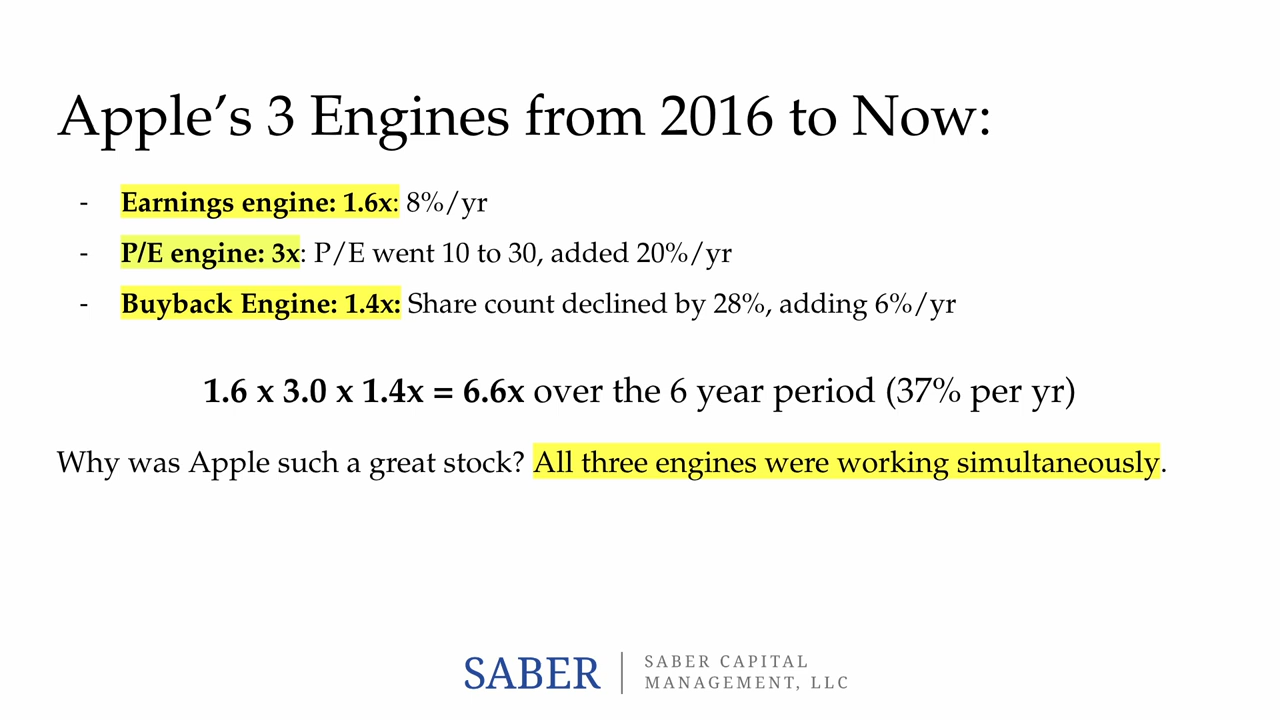 Apple’s 3 Engines from 2016 to Now:
- Earnings engine: 1.6x: 8%/yr
- P/E engine: 3x: P/E went 10 to 30, added 20%/yr
- Buyback Engine: 1.4x: Share count declined by 28%, adding 6%/yr
1.6 x 3.0 x 1.4x = 6.6x over the 6 year period (37% per yr)
Why was Apple such a great stock? All three engines were working simultaneously.
SABER
SABER CAPITAL
MANAGEMENT, LLC